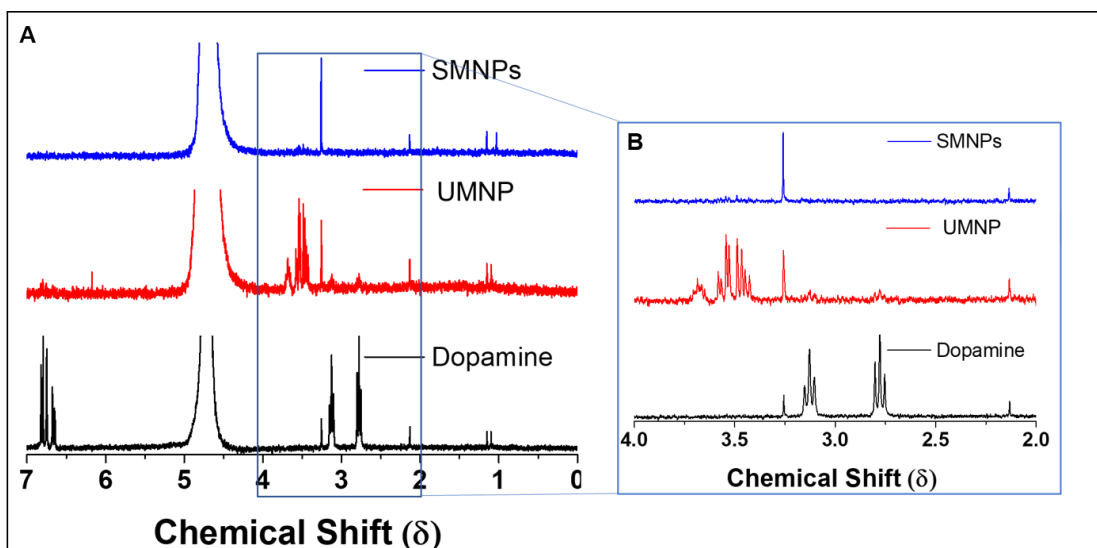 A
SMNPs
UMNP
Dopamine
7 6 5 4 3 2 1 0
Chemical Shift (δ)
B
SMNPs
UMNP
Dopamine
4.0 3.5 3.0 2.5 2.0
Chemical Shift (δ)